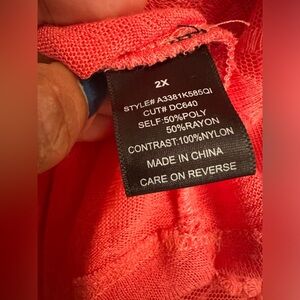 2X
STYLE# A3381K585QI
CUT# DC640
SELF:50%POLY
50%RAYON
CONTRAST:100%NYLON
MADE IN CHINA
CARE ON REVERSE